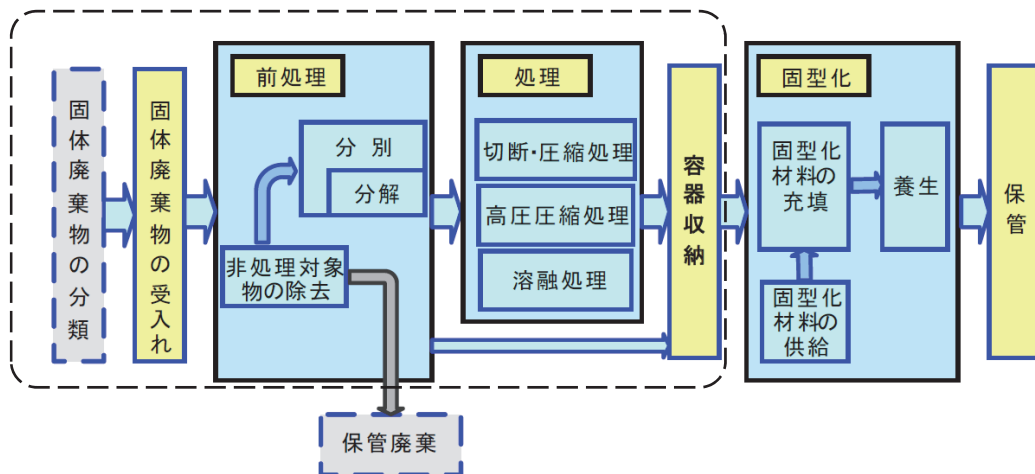 固体廃棄物の分類
固体廃棄物の受入れ
前処理
分別
分解
非処理対象
物の除去
保管廃棄
処理
切断・圧縮処理
高圧圧縮処理
溶融処理
容器収納
固型化
固型化
材料の
充填
養生
固型化
材料の
供給
保管